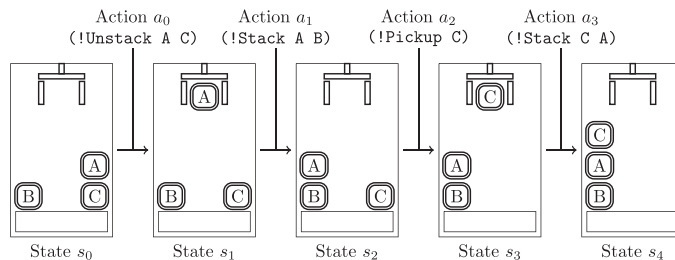 Action a₀ Action a₁ Action a₂ Action a₃
(!Unstack A C) (!Stack A B) (!Pickup C) (!Stack C A)
A C
C
A A A A
B C B C B C B B
State s₀ State s₁ State s₂ State s₃ State s₄